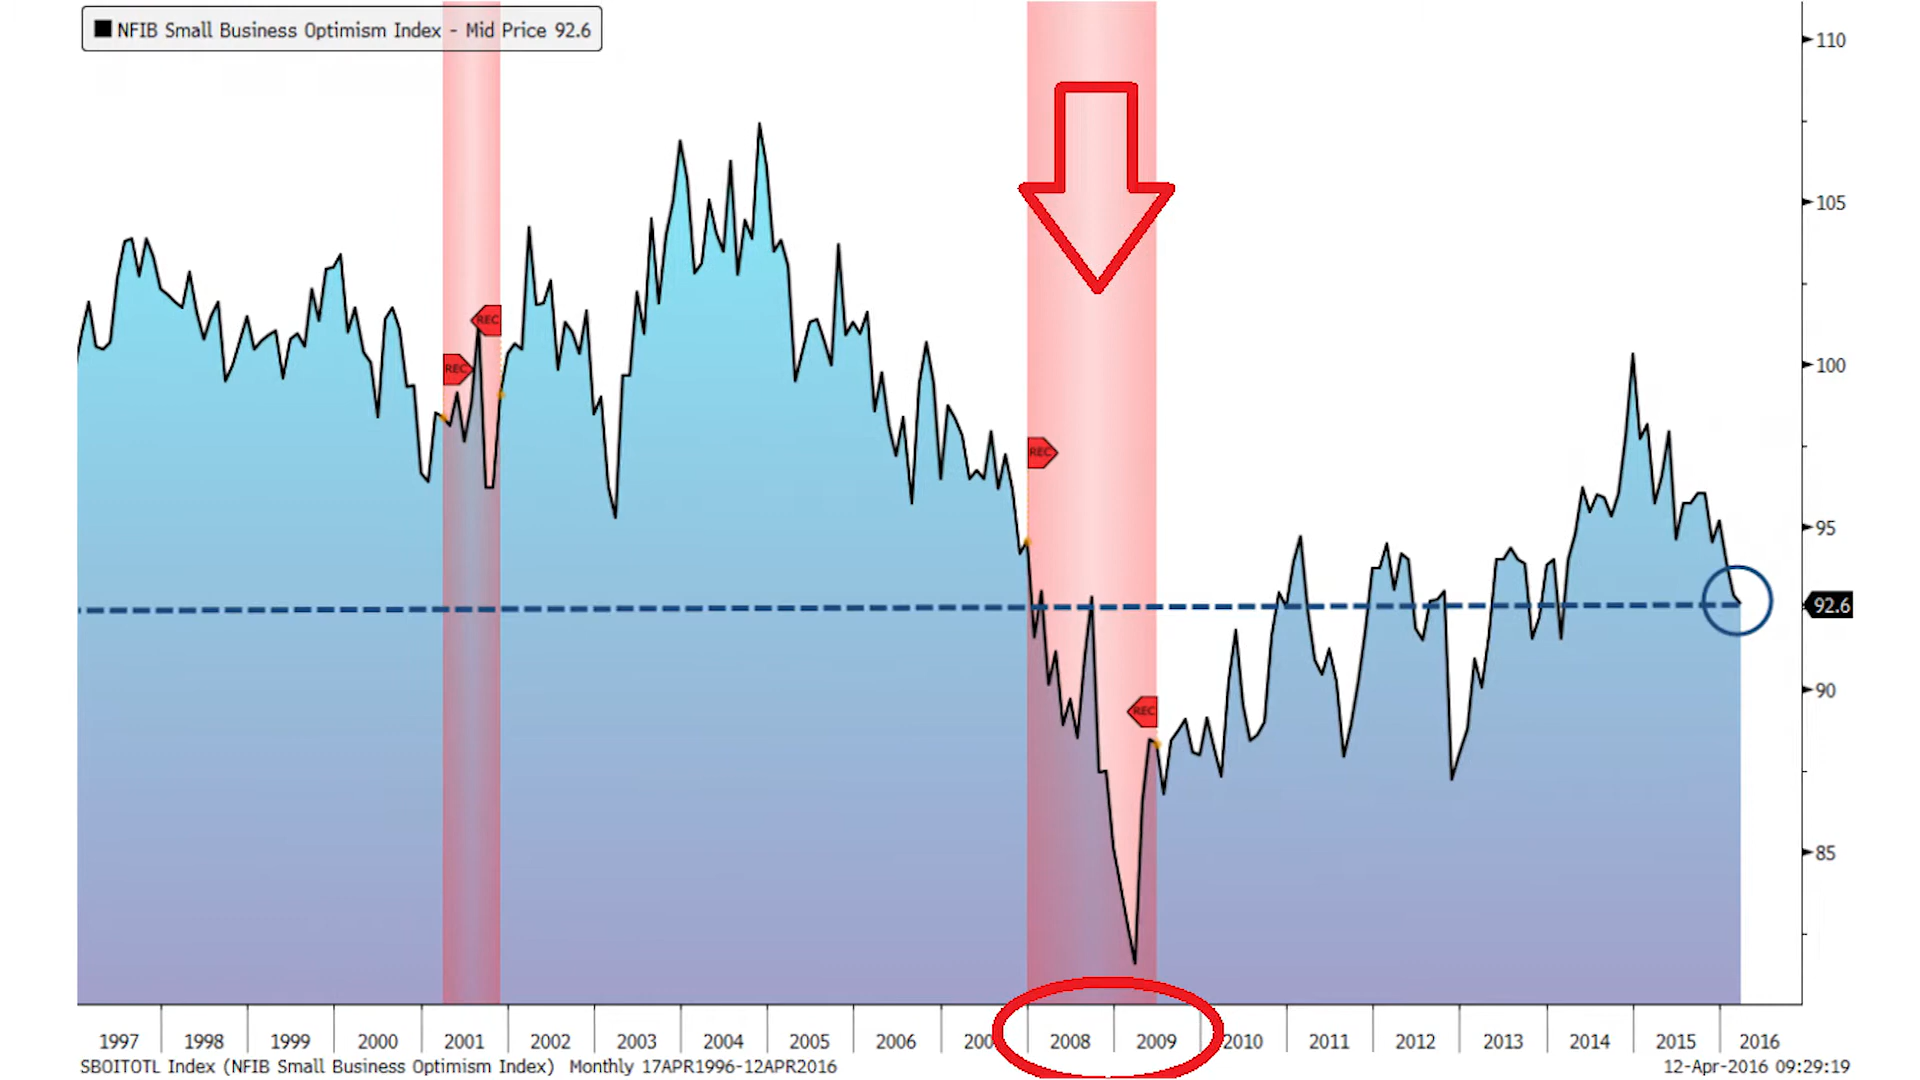 NFIB Small Business Optimism Index - Mid Price 92.6
110
105
REC
REC
100
REC
95
92.6
90
REC
85
1997 1998 1999 2000 2001 2002 2003 2004 2005 2006 2008 2009 2010 2011 2012 2013 2014 2015 2016
SBOITOTL Index (NFIB Small Business Optimism Index) Monthly 17APR1996-12APR2016 12-Apr-2016 09:29:19